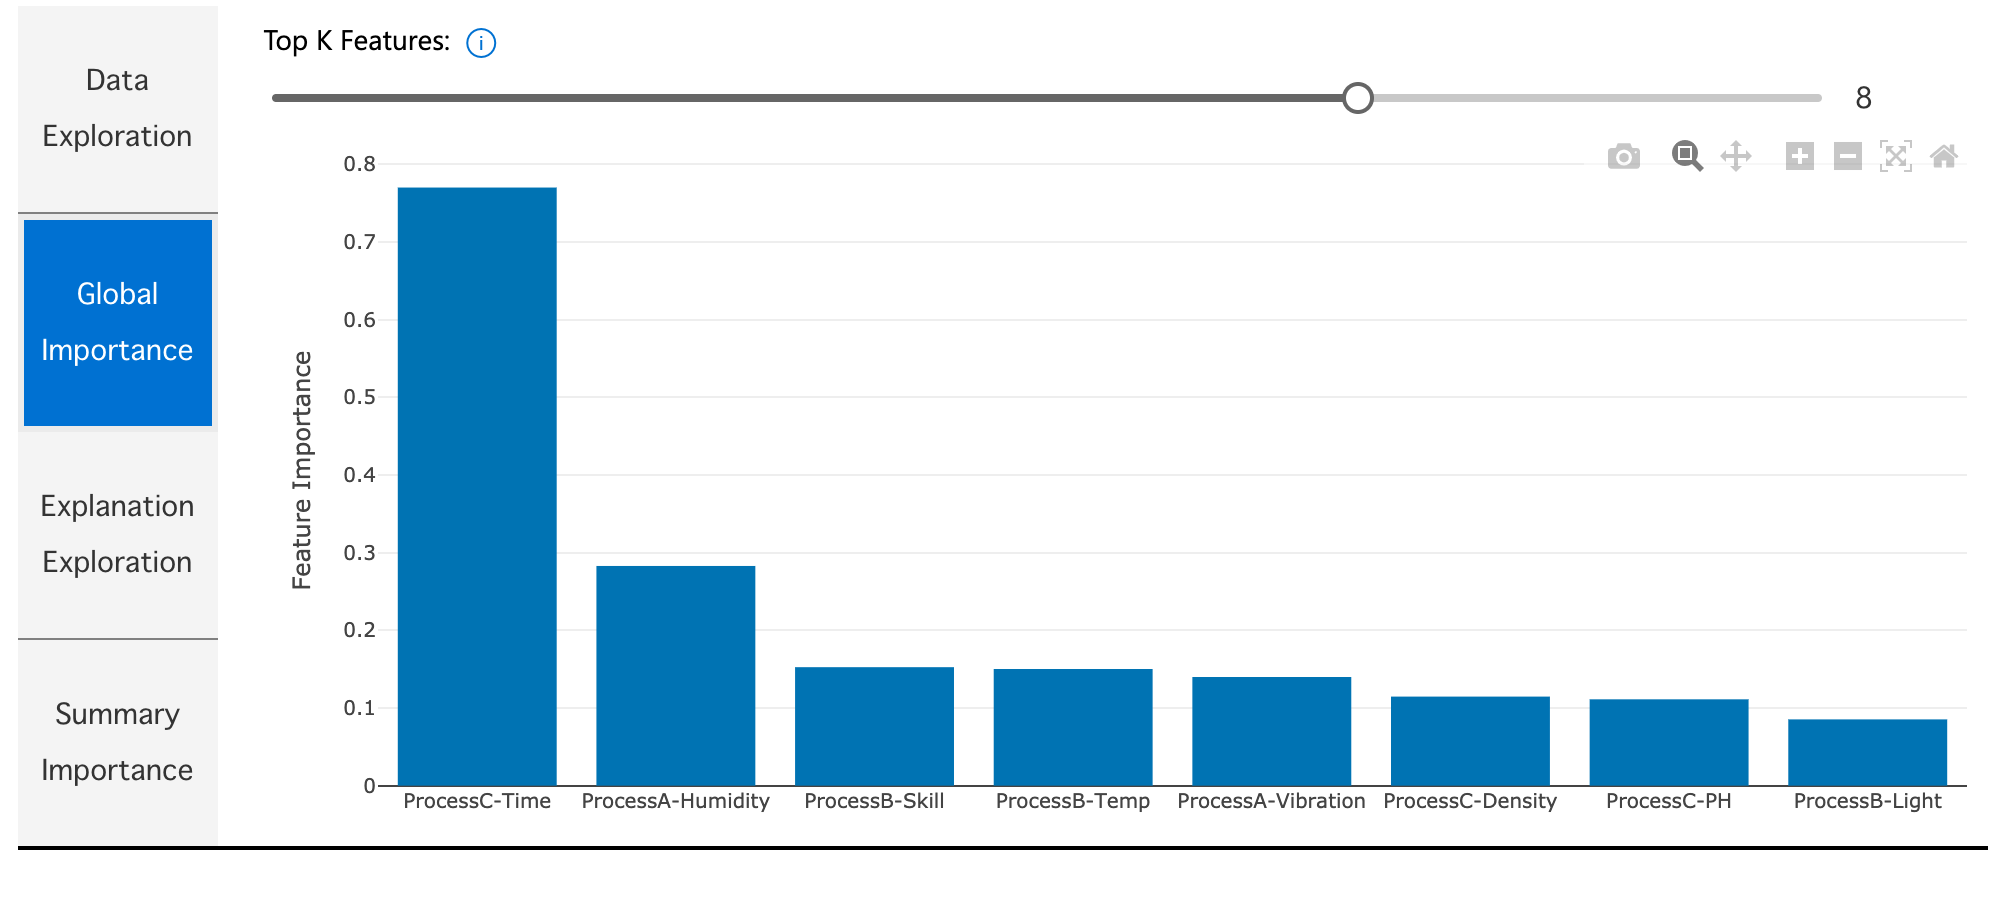 Data
Exploration
Global
Importance
Explanation
Exploration
Summary
Importance
Top K Features: i
8
0.8
0.7
0.6
0.5
0.4
0.3
0.2
0.1
0
Feature Importance
ProcessC-Time ProcessA-Humidity ProcessB-Skill ProcessB-Temp ProcessA-Vibration ProcessC-Density ProcessC-PH ProcessB-Light